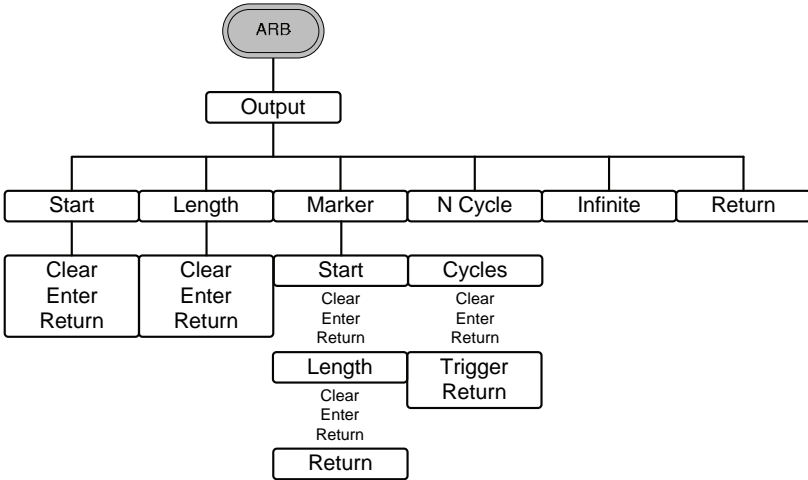 ARB
Output
Start
Length
Marker
N Cycle
Infinite
Return
Clear
Enter
Return
Clear
Enter
Return
Start
Clear
Enter
Return
Length
Clear
Enter
Return
Return
Cycles
Clear
Enter
Return
Trigger
Return